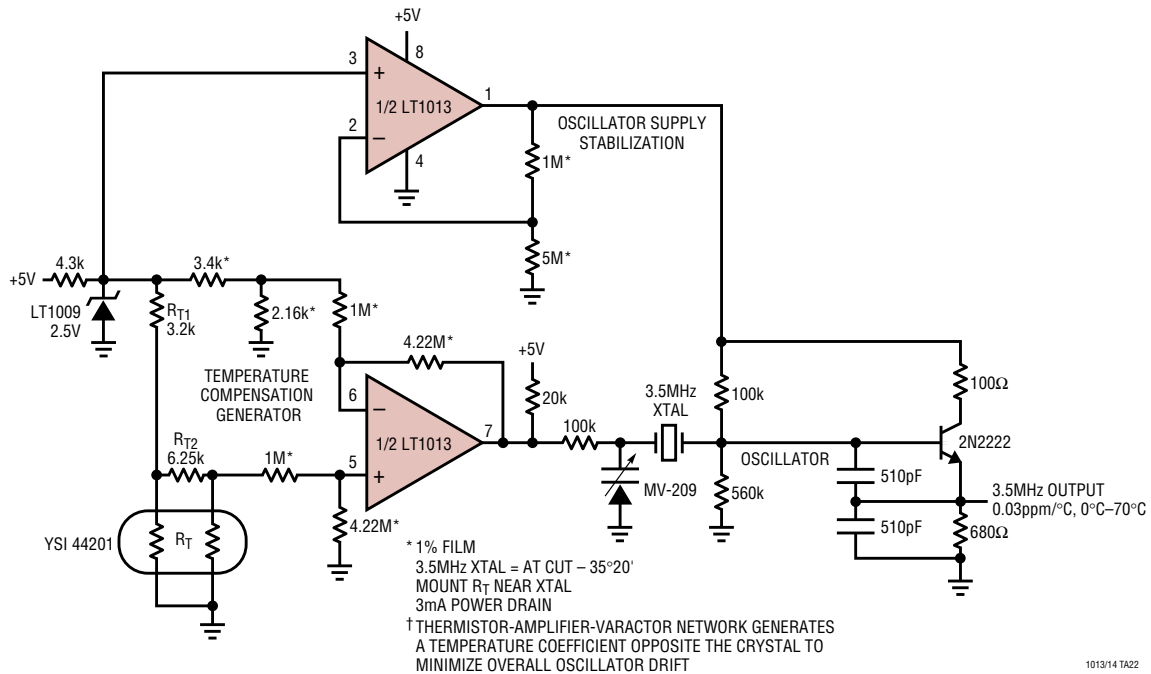 +5V
3
8
+
1/2 LT1013
1
2
−
4
OSCILLATOR SUPPLY
STABILIZATION
1M*
5M*
+5V
4.3k
3.4k*
LT1009
2.5V
RT1
3.2k
2.16k*
1M*
4.22M*
+5V
TEMPERATURE
COMPENSATION
GENERATOR
6
−
1/2 LT1013
7
5
+
20k
100k
3.5MHz
XTAL
100k
100Ω
2N2222
OSCILLATOR
RT2
6.25k
1M*
MV-209
560k
510pF
510pF
3.5MHz OUTPUT
0.03ppm/°C, 0°C–70°C
680Ω
4.22M*
YSI 44201
RT
* 1% FILM
3.5MHz XTAL = AT CUT – 35°20'
MOUNT RT NEAR XTAL
3mA POWER DRAIN
† THERMISTOR-AMPLIFIER-VARACTOR NETWORK GENERATES
A TEMPERATURE COEFFICIENT OPPOSITE THE CRYSTAL TO
MINIMIZE OVERALL OSCILLATOR DRIFT
1013/14 TA22